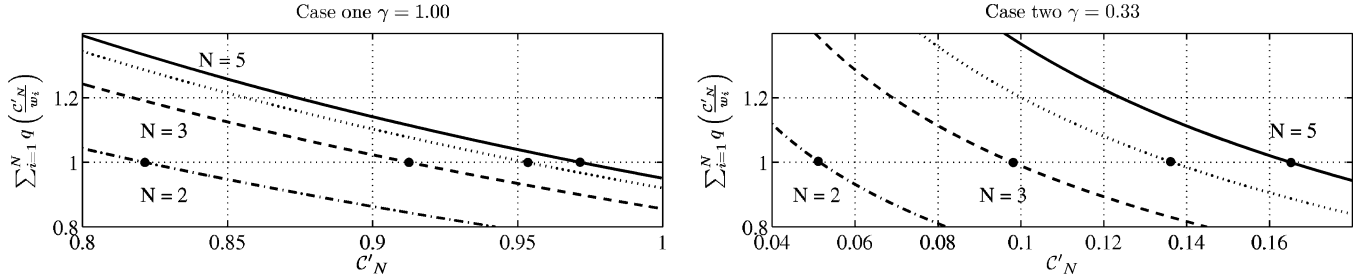 Case one γ = 1.00
∑_{i=1}^{N} q (𝒞'_N / w_i)
1.2
1
0.8
N = 5
N = 3
N = 2
0.8 0.85 0.9 0.95 1
𝒞'_N
Case two γ = 0.33
∑_{i=1}^{N} q (𝒞'_N / w_i)
1.2
1
0.8
N = 5
N = 2
N = 3
0.04 0.06 0.08 0.1 0.12 0.14 0.16
𝒞'_N